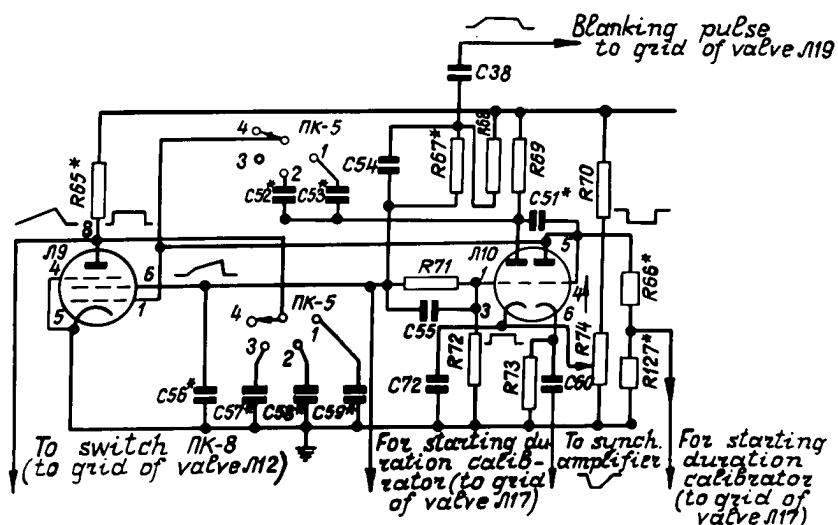 Blanking pulse
to grid of valve Л19
C38
4
ПК-5
3
1
2
C52*
C53*
C54
R67*
R68
R69
C51*
R70
R65*
8
Л9
4
5
6
1
R71
C55
Л10
1
3
5
4
6
R66*
R74
R127*
ПК-5
4
1
3
2
C56*
C57*
C58*
C59*
C72
R72
R73
C60
To switch ПК-8
(to grid of valve Л12)
For starting du-
ration calib-
rator (to grid
of valve Л17)
To synch.
amplifier
For starting
duration
calibrator
(to grid of
valve Л17)